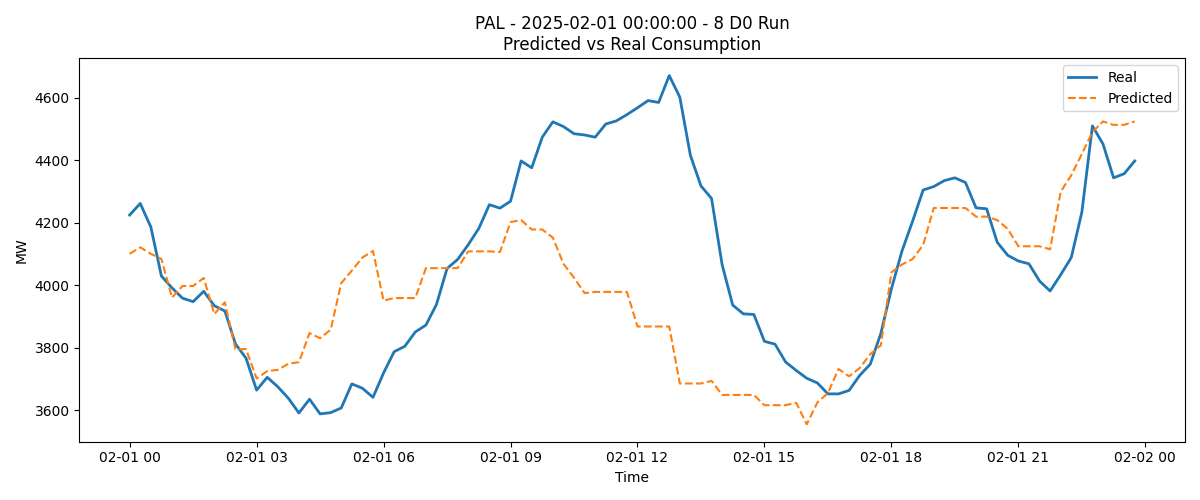 PAL - 2025-02-01 00:00:00 - 8 D0 Run
Predicted vs Real Consumption
Real
Predicted
MW
4600
4400
4200
4000
3800
3600
02-01 00
02-01 03
02-01 06
02-01 09
02-01 12
02-01 15
02-01 18
02-01 21
02-02 00
Time